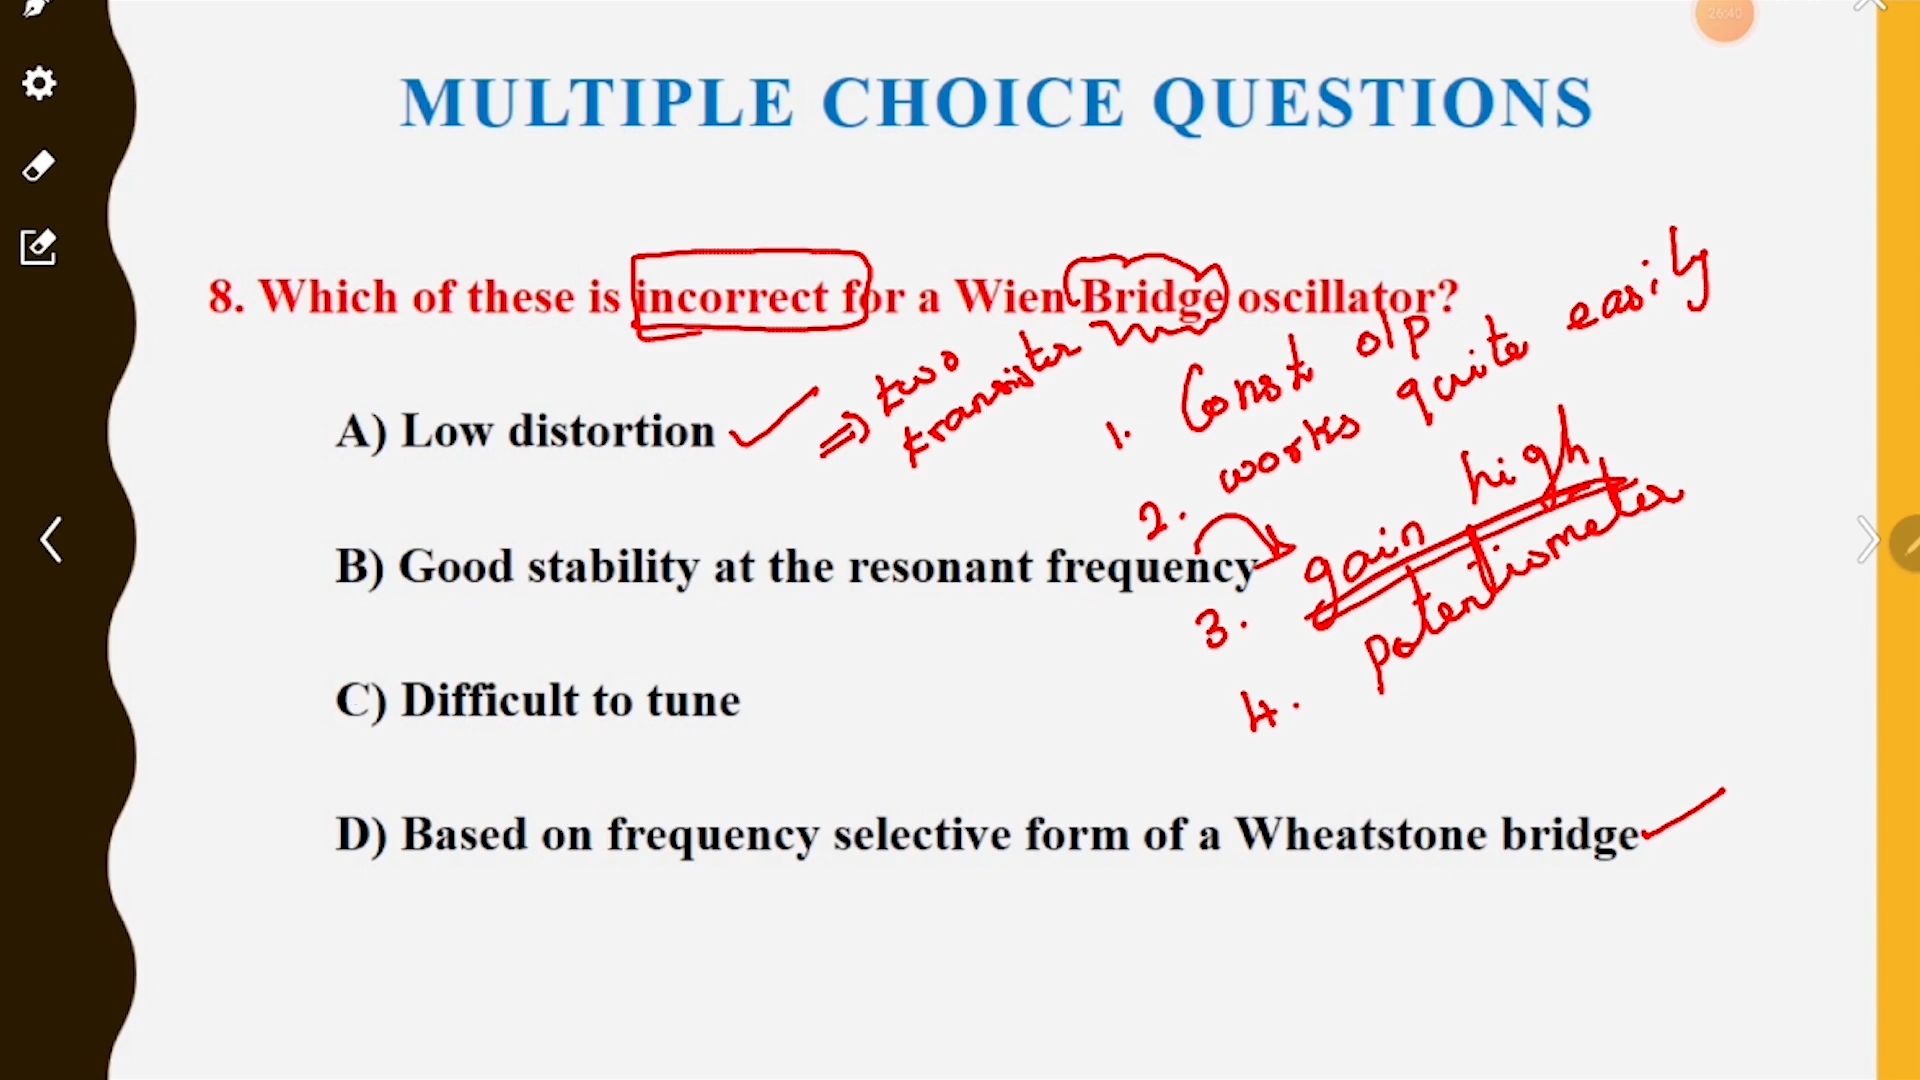 26:40
MULTIPLE CHOICE QUESTIONS
8. Which of these is incorrect for a Wien Bridge oscillator?
A) Low distortion
⇒ two
transistor
1. Const o/p
2. works quite easily
B) Good stability at the resonant frequency
3. gain high
4. potentiometer
C) Difficult to tune
D) Based on frequency selective form of a Wheatstone bridge